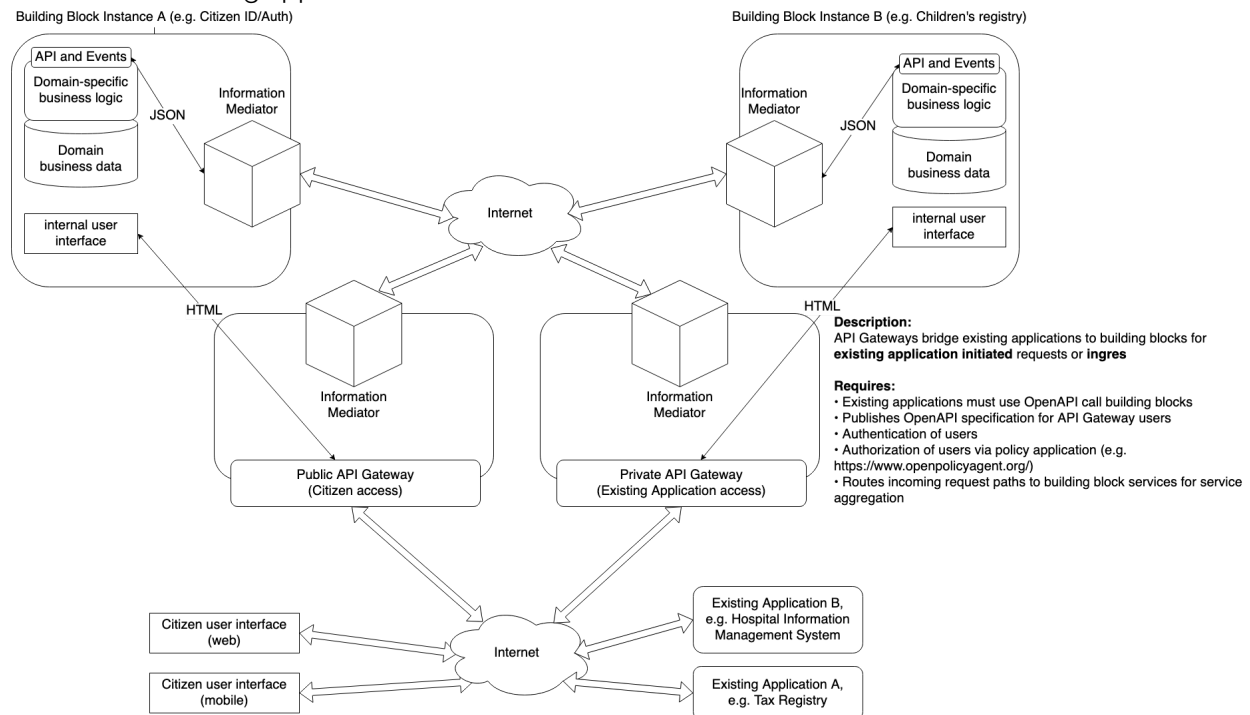 Building Block Instance A (e.g. Citizen ID/Auth)
API and Events
Domain-specific
business logic
JSON
Information
Mediator
Domain
business data
internal user
interface
HTML
Building Block Instance B (e.g. Children's registry)
API and Events
Domain-specific
business logic
Information
Mediator
JSON
Domain
business data
internal user
interface
HTML
Internet
Information
Mediator
Public API Gateway
(Citizen access)
Information
Mediator
Private API Gateway
(Existing Application access)
Description:
API Gateways bridge existing applications to building blocks for
existing application initiated requests or ingres
Requires:
• Existing applications must use OpenAPI call building blocks
• Publishes OpenAPI specification for API Gateway users
• Authentication of users
• Authorization of users via policy application (e.g.
https://www.openpolicyagent.org/)
• Routes incoming request paths to building block services for service
aggregation
Citizen user interface
(web)
Citizen user interface
(mobile)
Internet
Existing Application B,
e.g. Hospital Information
Management System
Existing Application A,
e.g. Tax Registry